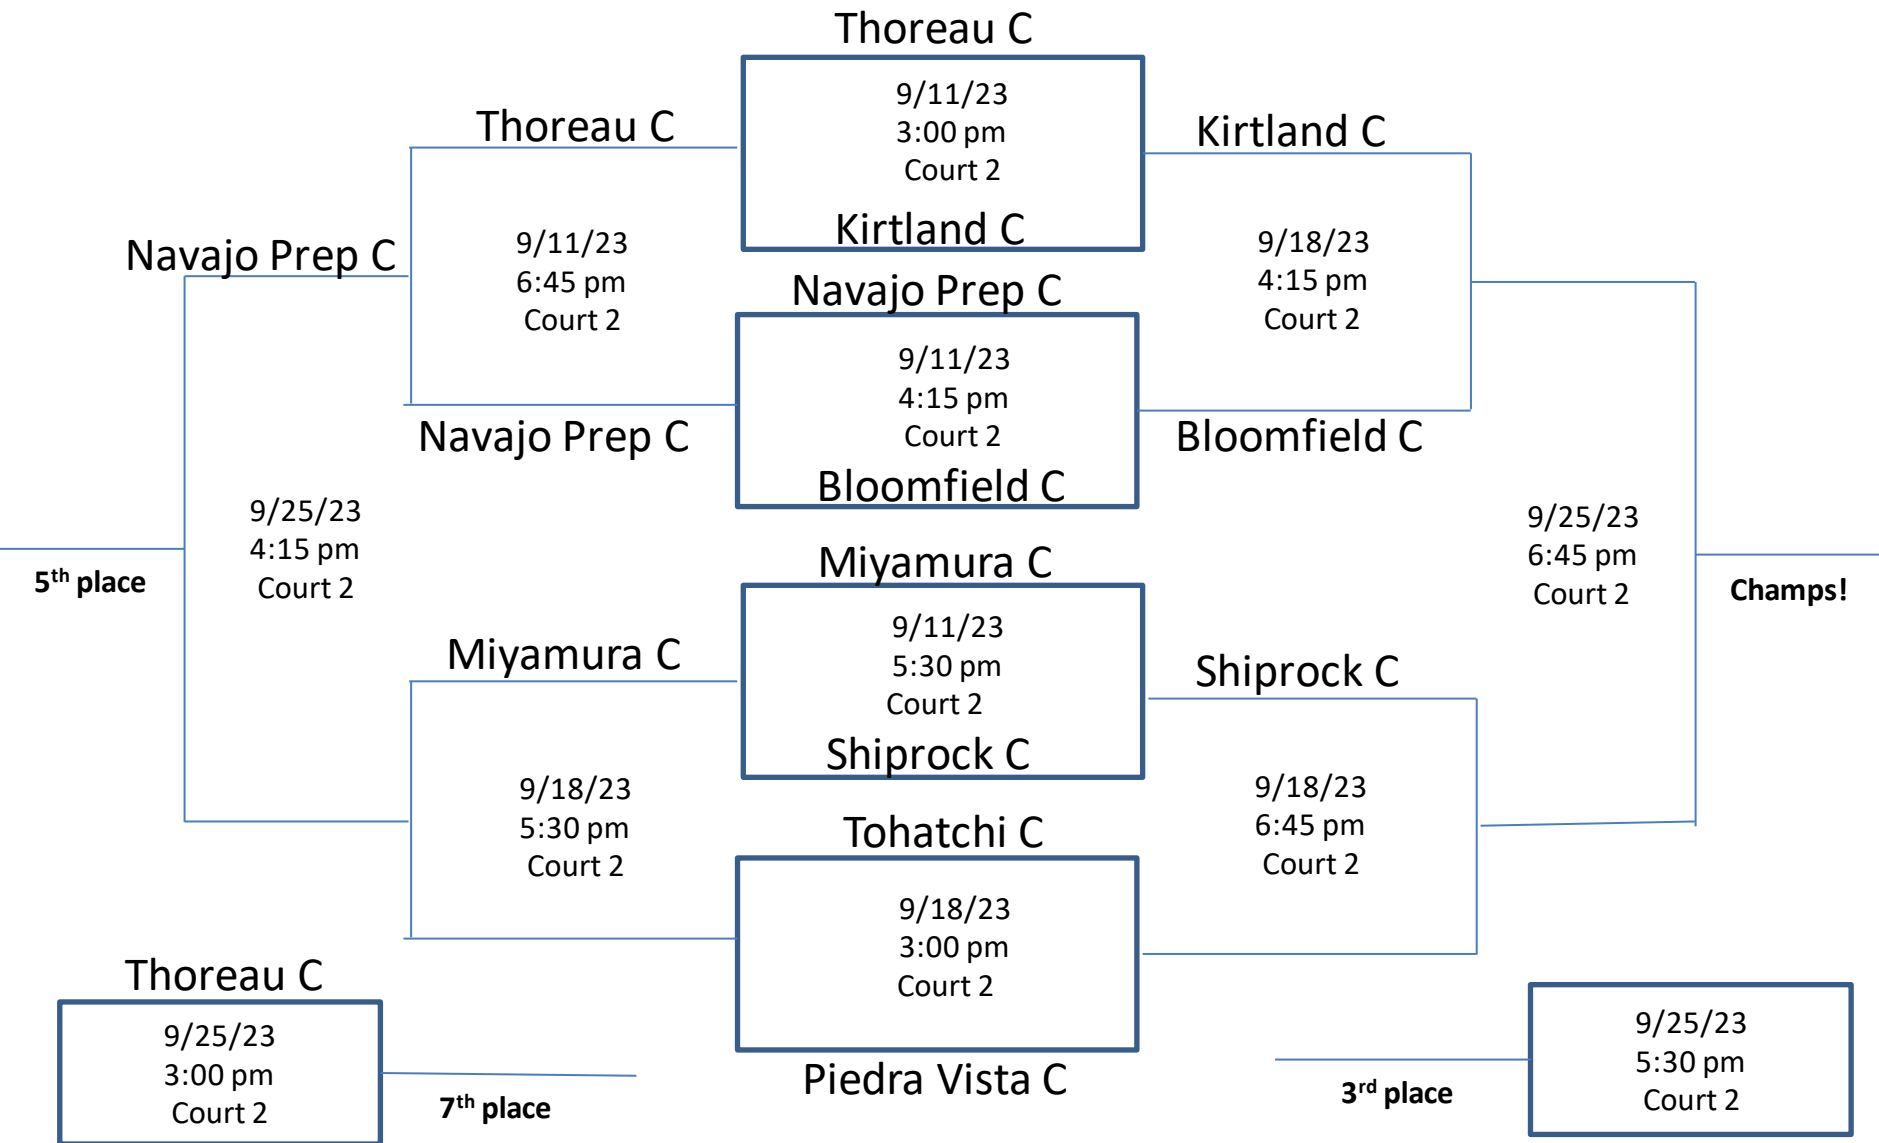 Thoreau C
9/11/23
3:00 pm
Court 2
Kirtland C
Thoreau C
Kirtland C
9/11/23
6:45 pm
Court 2
9/18/23
4:15 pm
Court 2
Navajo Prep C
Navajo Prep C
9/11/23
4:15 pm
Court 2
Bloomfield C
Navajo Prep C
Bloomfield C
9/25/23
4:15 pm
Court 2
5th place
9/25/23
6:45 pm
Court 2
Champs!
Miyamura C
9/11/23
5:30 pm
Court 2
Shiprock C
Miyamura C
Shiprock C
9/18/23
5:30 pm
Court 2
9/18/23
6:45 pm
Court 2
Tohatchi C
9/18/23
3:00 pm
Court 2
Piedra Vista C
Thoreau C
9/25/23
3:00 pm
Court 2
7th place
3rd place
9/25/23
5:30 pm
Court 2